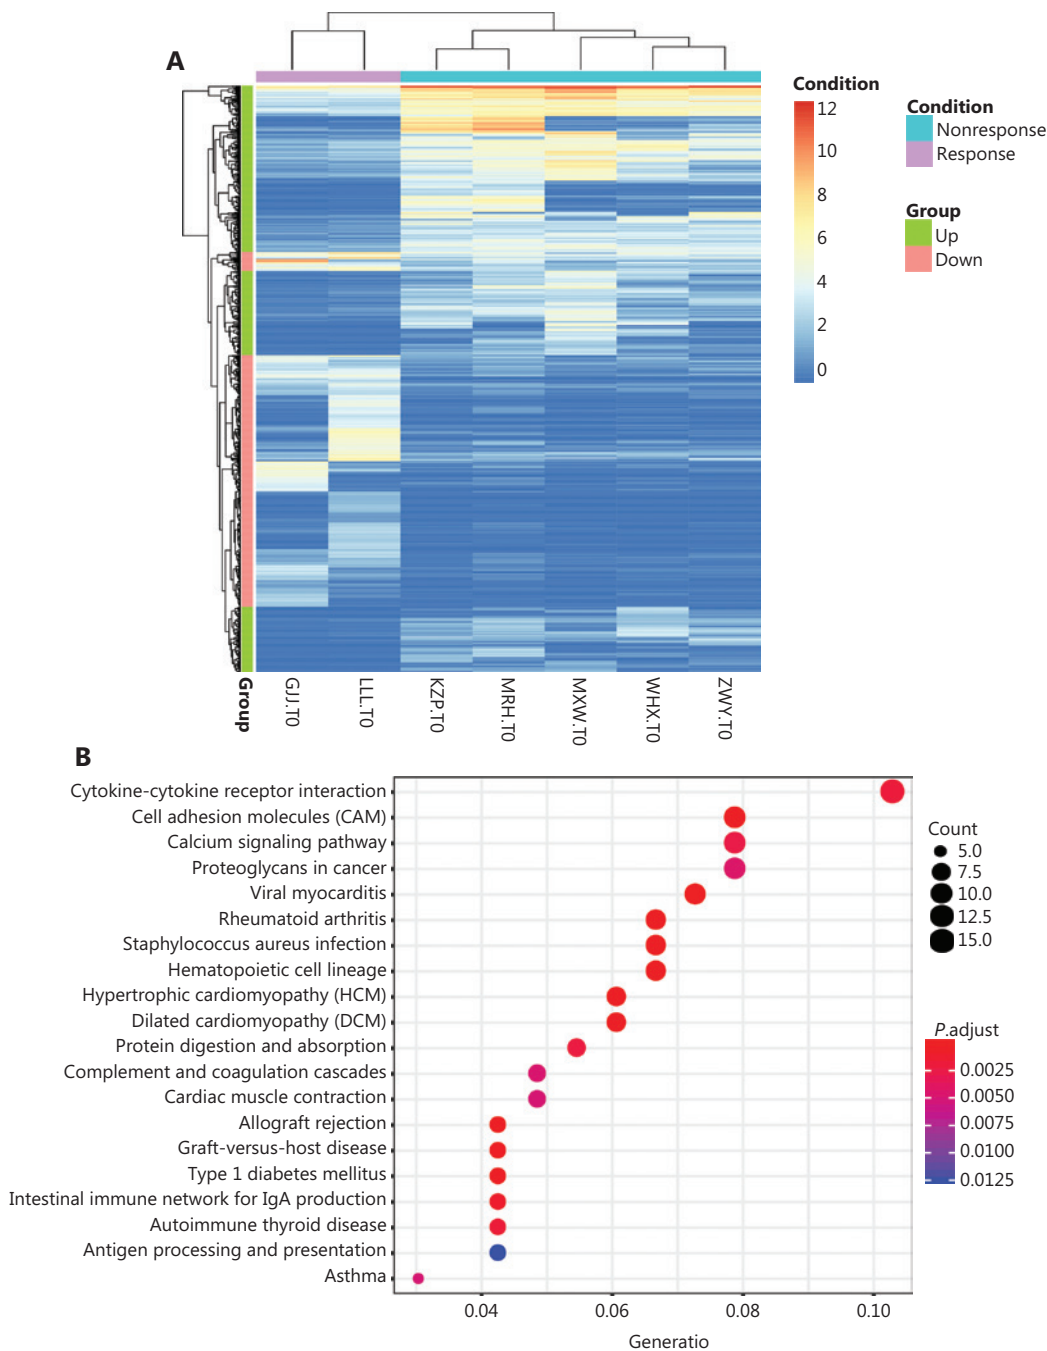 A
Condition
12
10
8
6
4
2
0
Condition
Nonresponse
Response
Group
Up
Down
Group
GJJ.T0
LLL.T0
KZP.T0
MRH.T0
MXW.T0
WHX.T0
ZWY.T0
B
Cytokine-cytokine receptor interaction
Cell adhesion molecules (CAM)
Calcium signaling pathway
Proteoglycans in cancer
Viral myocarditis
Rheumatoid arthritis
Staphylococcus aureus infection
Hematopoietic cell lineage
Hypertrophic cardiomyopathy (HCM)
Dilated cardiomyopathy (DCM)
Protein digestion and absorption
Complement and coagulation cascades
Cardiac muscle contraction
Allograft rejection
Graft-versus-host disease
Type 1 diabetes mellitus
Intestinal immune network for IgA production
Autoimmune thyroid disease
Antigen processing and presentation
Asthma
0.04
0.06
0.08
0.10
Generatio
Count
5.0
7.5
10.0
12.5
15.0
P.adjust
0.0025
0.0050
0.0075
0.0100
0.0125